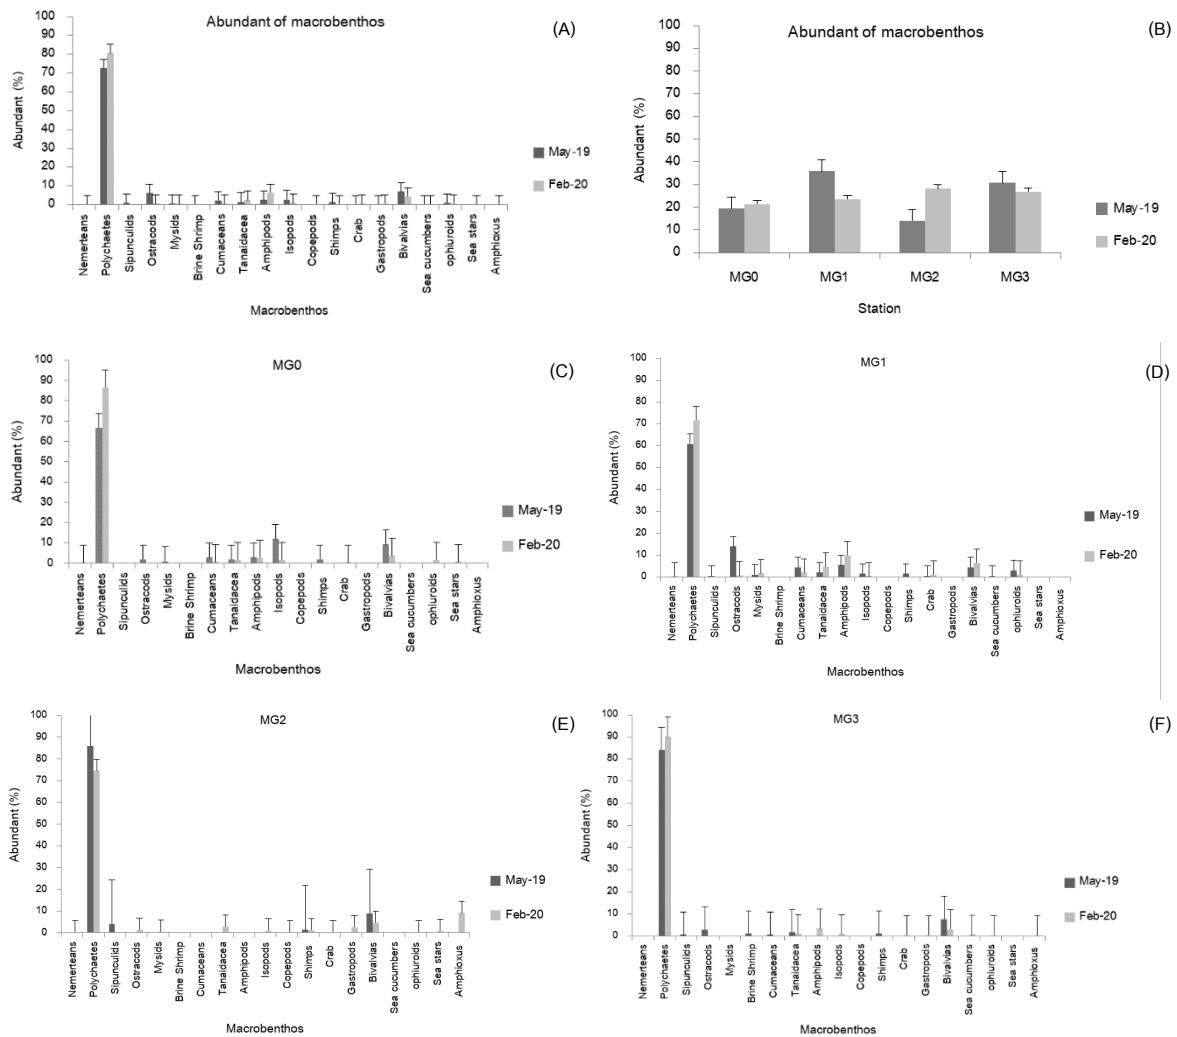 Abundant of macrobenthos
(A)
100
90
80
70
60
50
40
30
20
10
0
Abundant (%)
May-19
Feb-20
Nemerteans
Polychaetes
Sipunculids
Ostracods
Mysids
Brine Shrimp
Cumaceans
Tanaidacea
Amphipods
Isopods
Copepods
Shimps
Crab
Gastropods
Bivalvias
Sea cucumbers
ophiuroids
Sea stars
Amphioxus
Macrobenthos
Abundant of macrobenthos
(B)
100
90
80
70
60
50
40
30
20
10
0
Abundant (%)
May-19
Feb-20
MG0
MG1
MG2
MG3
Station
MG0
(C)
100
90
80
70
60
50
40
30
20
10
0
Abundant (%)
May-19
Feb-20
Nemerteans
Polychaetes
Sipunculids
Ostracods
Mysids
Brine Shrimp
Cumaceans
Tanaidacea
Amphipods
Isopods
Copepods
Shimps
Crab
Gastropods
Bivalvias
Sea cucumbers
ophiuroids
Sea stars
Amphioxus
Macrobenthos
MG1
(D)
100
90
80
70
60
50
40
30
20
10
0
Abundant (%)
May-19
Feb-20
Nemerteans
Polychaetes
Sipunculids
Ostracods
Mysids
Brine Shrimp
Cumaceans
Tanaidacea
Amphipods
Isopods
Copepods
Shimps
Crab
Gastropods
Bivalvias
Sea cucumbers
ophiuroids
Sea stars
Amphioxus
Macrobenthos
MG2
(E)
100
90
80
70
60
50
40
30
20
10
0
Abundant (%)
May-19
Feb-20
Nemerteans
Polychaetes
Sipunculids
Ostracods
Mysids
Brine Shrimp
Cumaceans
Tanaidacea
Amphipods
Isopods
Copepods
Shimps
Crab
Gastropods
Bivalvias
Sea cucumbers
ophiuroids
Sea stars
Amphioxus
Macrobenthos
MG3
(F)
100
90
80
70
60
50
40
30
20
10
0
Abundant (%)
May-19
Feb-20
Nemerteans
Polychaetes
Sipunculids
Ostracods
Mysids
Brine Shrimp
Cumaceans
Tanaidacea
Amphipods
Isopods
Copepods
Shimps
Crab
Gastropods
Bivalvias
Sea cucumbers
ophiuroids
Sea stars
Amphioxus
Macrobenthos